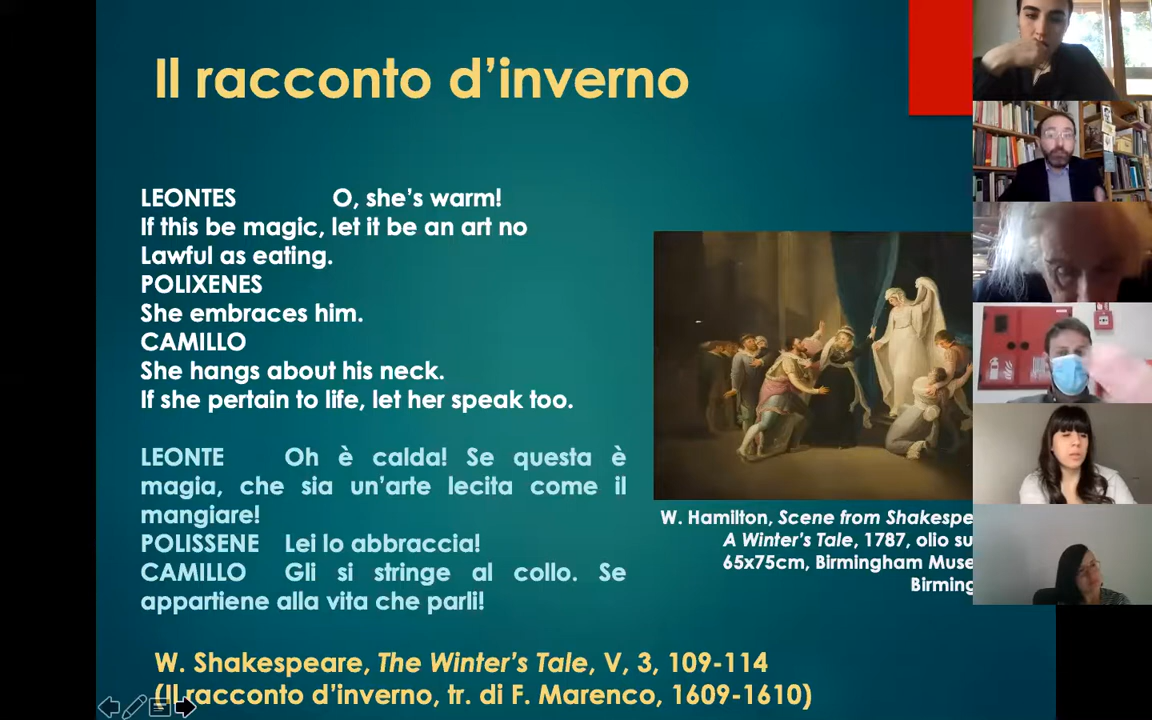 Il racconto d’inverno
LEONTES O, she’s warm!
If this be magic, let it be an art no
Lawful as eating.
POLIXENES
She embraces him.
CAMILLO
She hangs about his neck.
If she pertain to life, let her speak too.
LEONTE Oh è calda! Se questa è
magia, che sia un’arte lecita come il
mangiare!
POLISSENE Lei lo abbraccia!
CAMILLO Gli si stringe al collo. Se
appartiene alla vita che parli!
W. Hamilton, Scene from Shakespe
A Winter’s Tale, 1787, olio su
65x75cm, Birmingham Muse
Birming
W. Shakespeare, The Winter’s Tale, V, 3, 109-114
(Il racconto d’inverno, tr. di F. Marenco, 1609-1610)